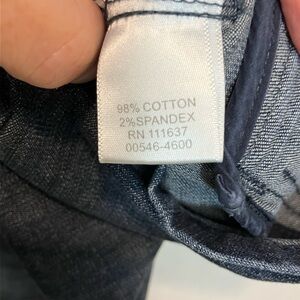 98% COTTON
2%SPANDEX
RN 111637
00546-4600